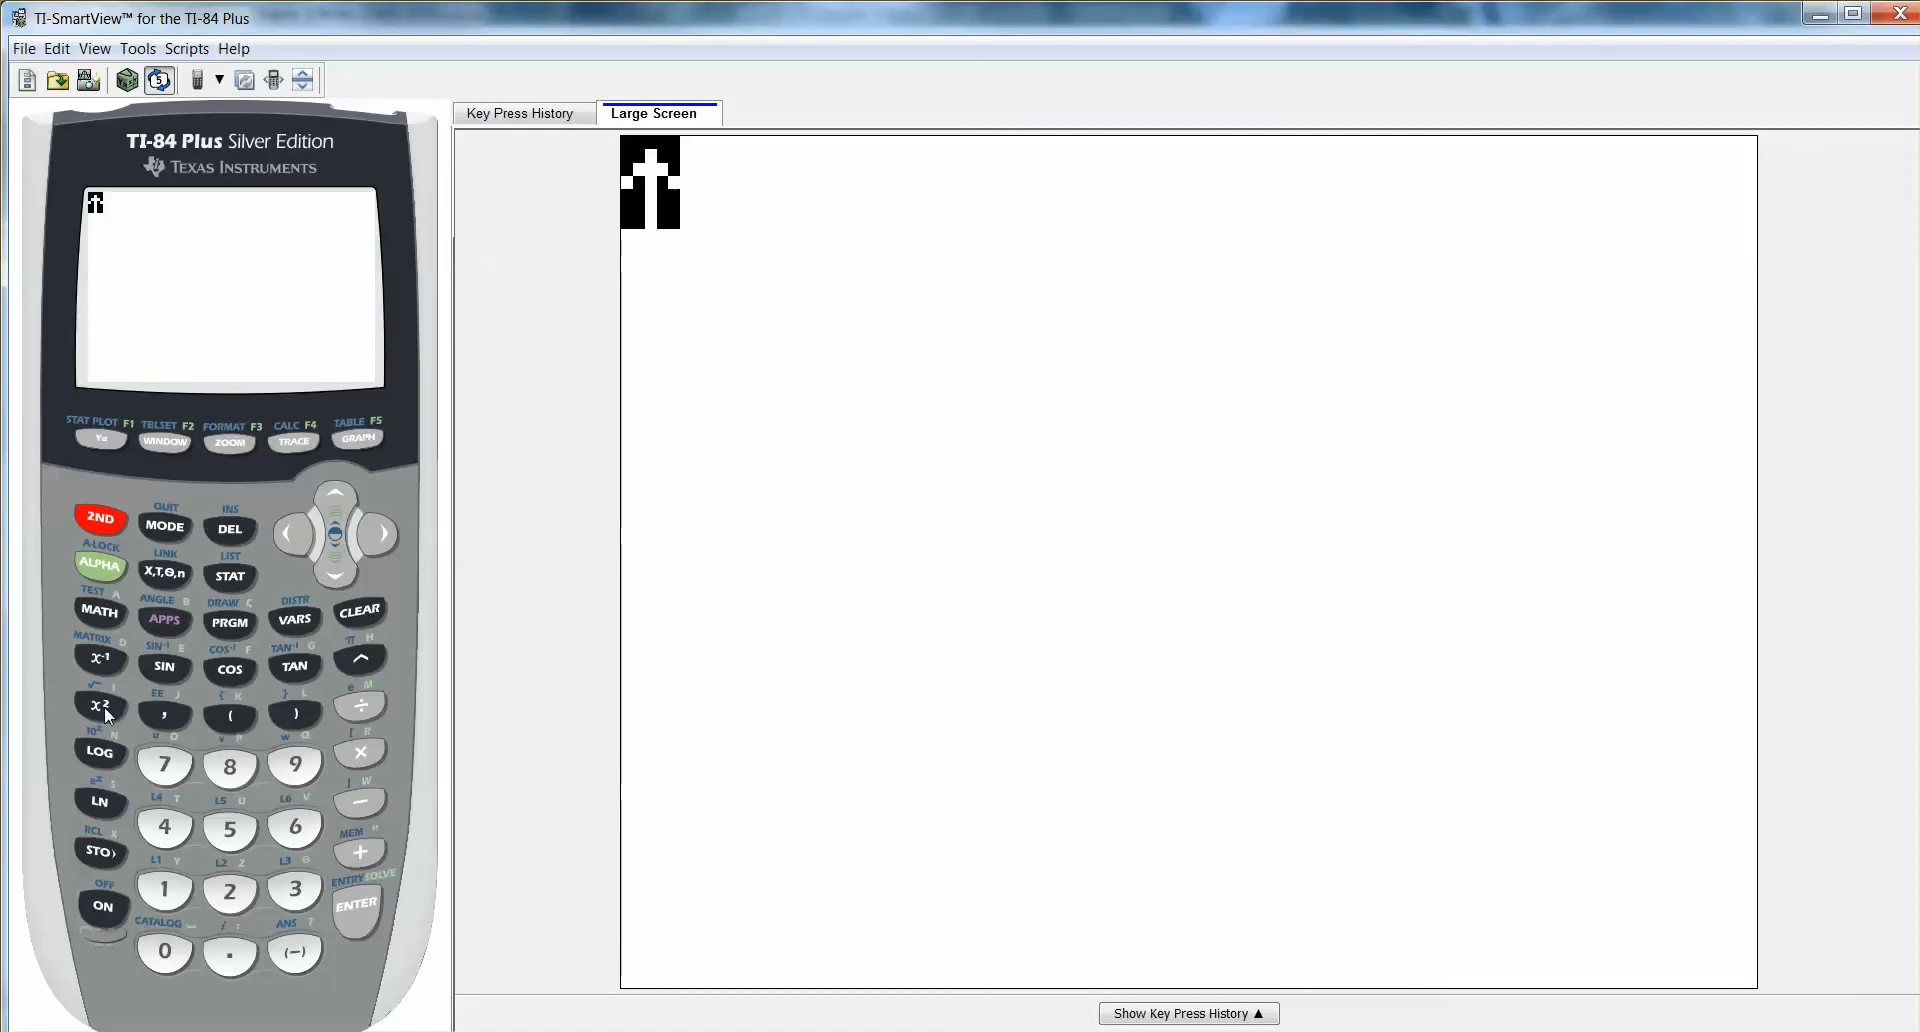 TI-SmartView™ for the TI-84 Plus
File Edit View Tools Scripts Help
Key Press History Large Screen
TI-84 Plus Silver Edition
TEXAS INSTRUMENTS
STAT PLOT F1 TBLSET F2 FORMAT F3 CALC F4 TABLE F5
Y= WINDOW ZOOM TRACE GRAPH
QUIT INS
2ND MODE DEL
A-LOCK LINK LIST
ALPHA X,T,Θ,n STAT
TEST A ANGLE B DRAW C DISTR
MATH APPS PRGM VARS CLEAR
MATRIX D SIN⁻¹ E COS⁻¹ F TAN⁻¹ G π H
x⁻¹ SIN COS TAN ^
√ I EE J { K } L e M
x² , ( ) ÷
10ˣ N u O v P w Q [ R
LOG 7 8 9 ×
eˣ S L4 T L5 U L6 V ] W
LN 4 5 6 −
RCL X L1 Y L2 Z L3 Θ MEM "
STO› 1 2 3 +
OFF CATALOG i : ANS ? ENTRY SOLVE
ON 0 . (−) ENTER
Show Key Press History ▲